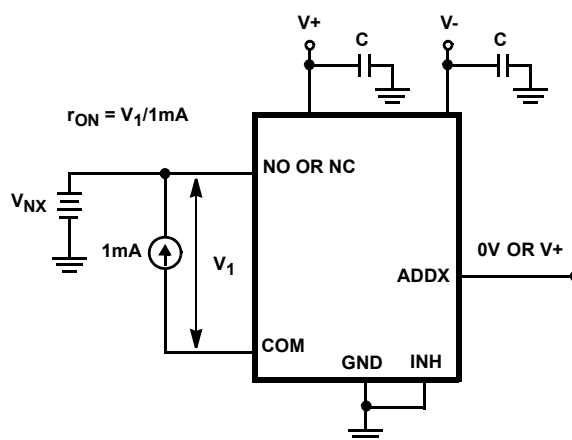 V+
V-
C
C
rON = V1/1mA
NO OR NC
VNX
1mA
V1
0V OR V+
ADDX
COM
GND
INH